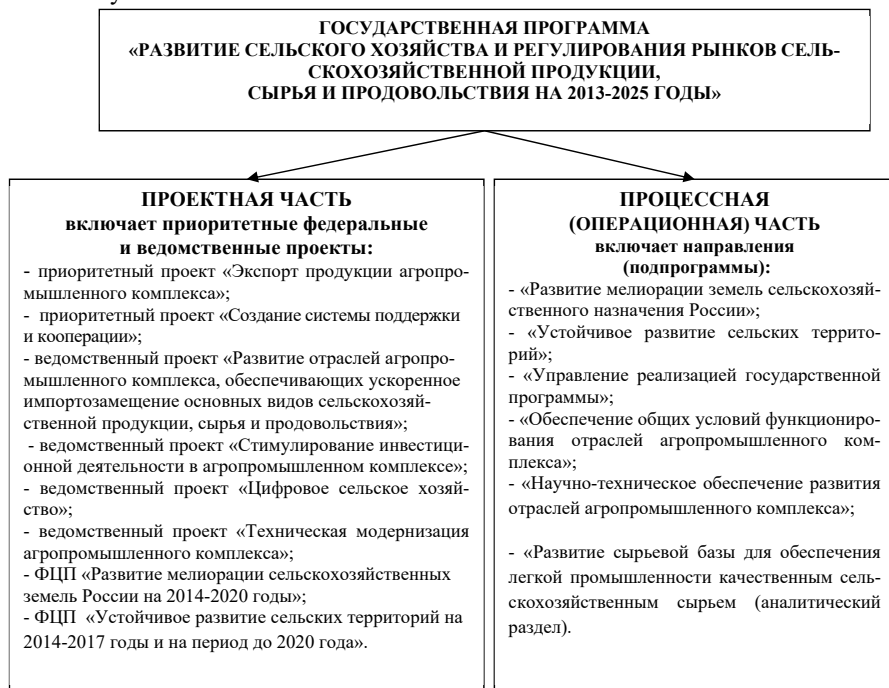 ГОСУДАРСТВЕННАЯ ПРОГРАММА
«РАЗВИТИЕ СЕЛЬСКОГО ХОЗЯЙСТВА И РЕГУЛИРОВАНИЯ РЫНКОВ СЕЛЬ-
СКОХОЗЯЙСТВЕННОЙ ПРОДУКЦИИ,
СЫРЬЯ И ПРОДОВОЛЬСТВИЯ НА 2013-2025 ГОДЫ»
ПРОЕКТНАЯ ЧАСТЬ
включает приоритетные федеральные
и ведомственные проекты:
- приоритетный проект «Экспорт продукции агропро-
мышленного комплекса»;
- приоритетный проект «Создание системы поддержки
и кооперации»;
- ведомственный проект «Развитие отраслей агропро-
мышленного комплекса, обеспечивающих ускоренное
импортозамещение основных видов сельскохозяй-
ственной продукции, сырья и продовольствия»;
- ведомственный проект «Стимулирование инвестици-
онной деятельности в агропромышленном комплексе»;
- ведомственный проект «Цифровое сельское хозяй-
ство»;
- ведомственный проект «Техническая модернизация
агропромышленного комплекса»;
- ФЦП «Развитие мелиорации сельскохозяйственных
земель России на 2014-2020 годы»;
- ФЦП «Устойчивое развитие сельских территорий на
2014-2017 годы и на период до 2020 года».
ПРОЦЕССНАЯ
(ОПЕРАЦИОННАЯ) ЧАСТЬ
включает направления
(подпрограммы):
- «Развитие мелиорации земель сельскохозяй-
ственного назначения России»;
- «Устойчивое развитие сельских террито-
рий»;
- «Управление реализацией государственной
программы»;
- «Обеспечение общих условий функциониро-
вания отраслей агропромышленного ком-
плекса»;
- «Научно-техническое обеспечение развития
отраслей агропромышленного комплекса»;
- «Развитие сырьевой базы для обеспечения
легкой промышленности качественным сель-
скохозяйственным сырьем (аналитический
раздел).